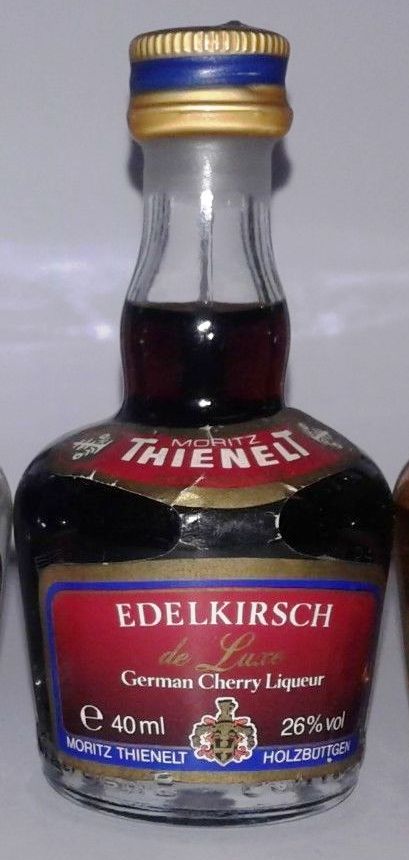 MORITZ
THIENELT
EDELKIRSCH
de Luxe
German Cherry Liqueur
e 40 ml 26% vol
MORITZ THIENELT HOLZBÜTTGEN